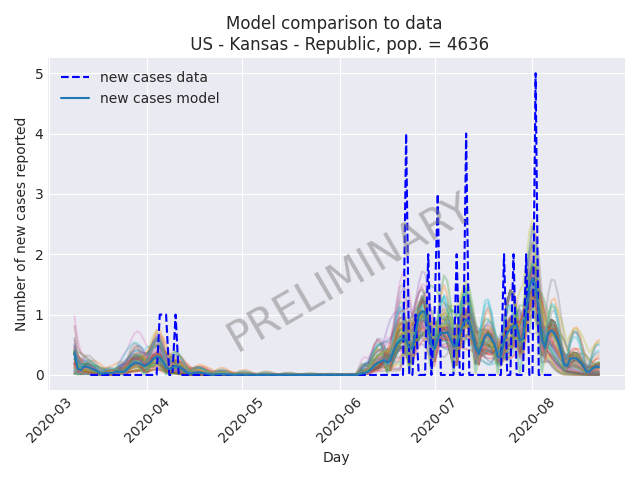 Model comparison to data
US - Kansas - Republic, pop. = 4636
new cases data
new cases model
Number of new cases reported
5
4
3
2
1
0
PRELIMINARY
2020-03
2020-04
2020-05
2020-06
2020-07
2020-08
Day